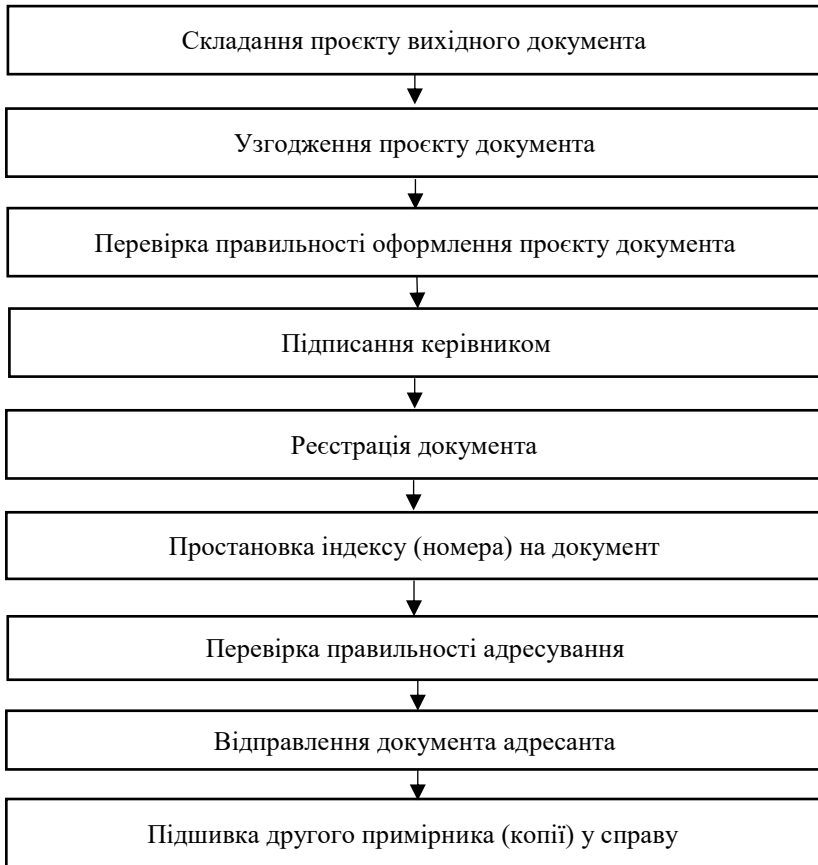 Складання проєкту вихідного документа
Узгодження проєкту документа
Перевірка правильності оформлення проєкту документа
Підписання керівником
Реєстрація документа
Простановка індексу (номера) на документ
Перевірка правильності адресування
Відправлення документа адресанта
Підшивка другого примірника (копії) у справу